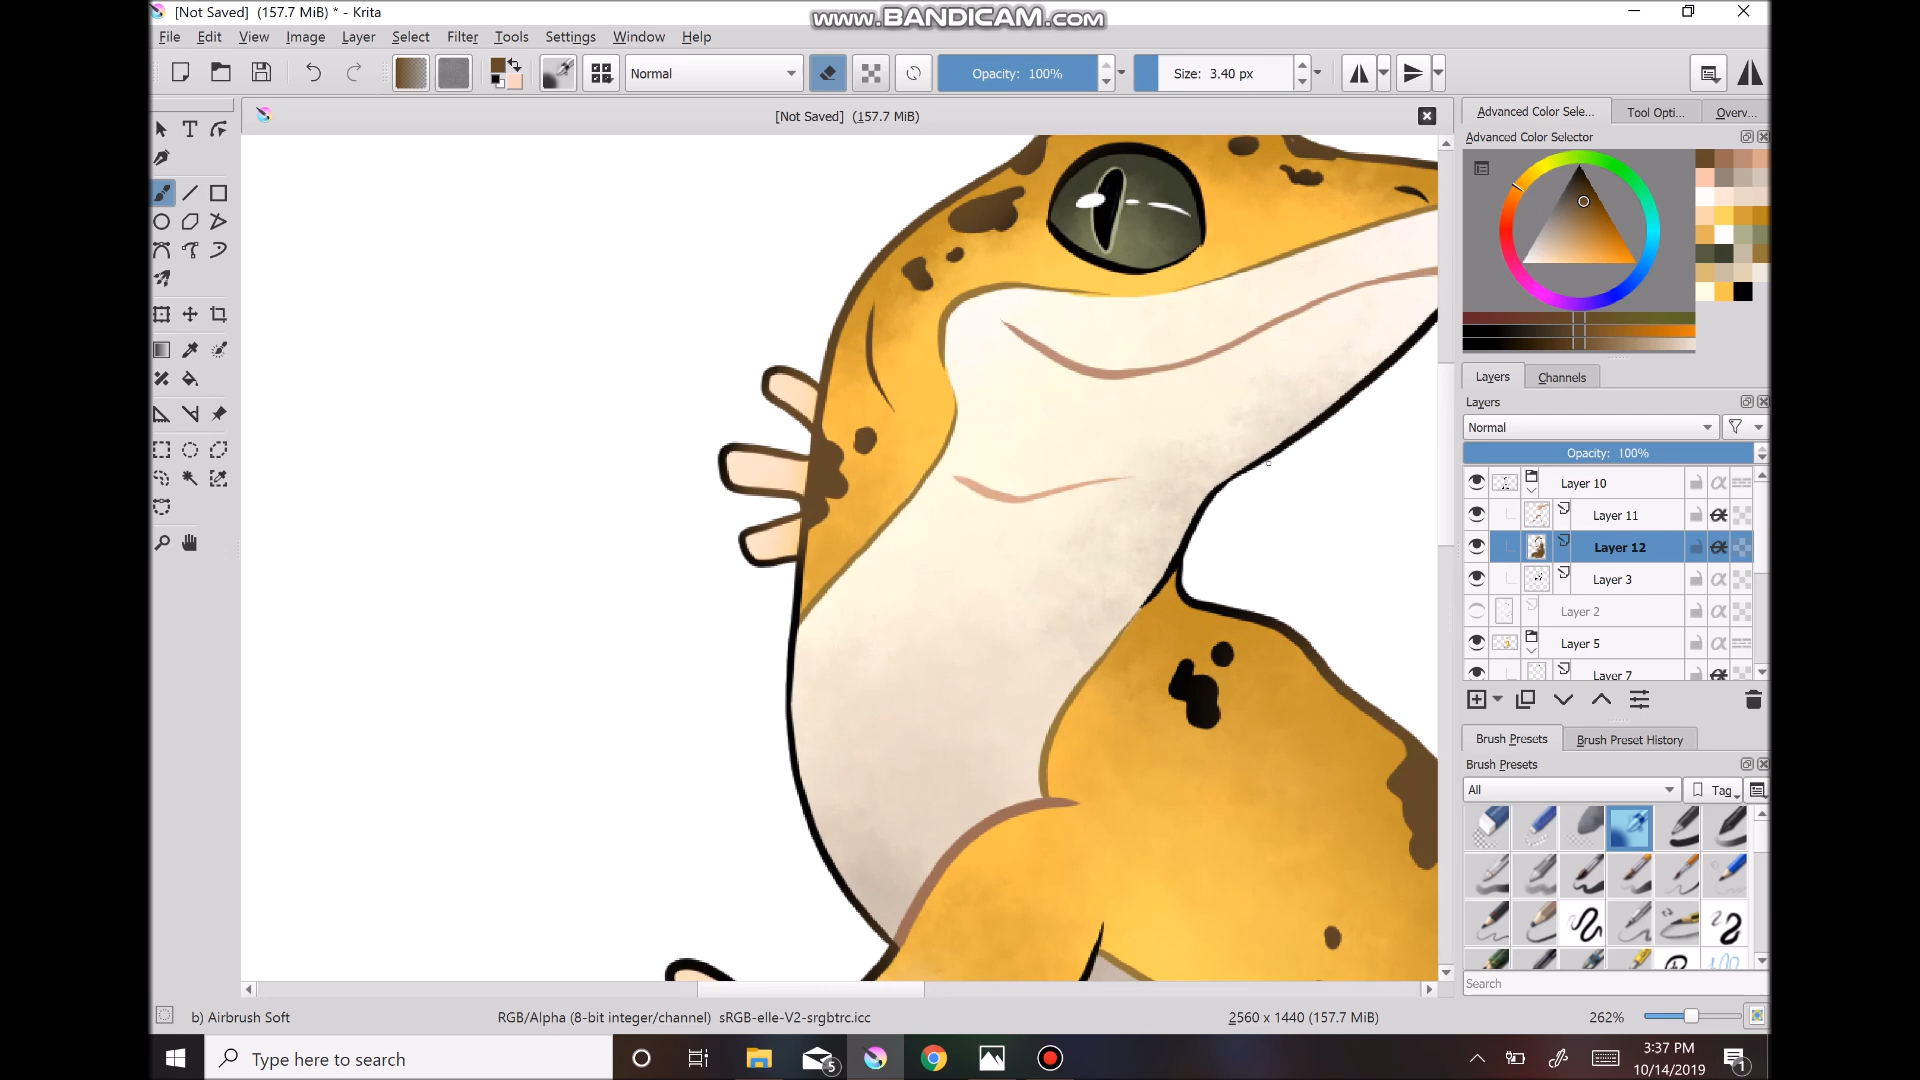 [Not Saved] (157.7 MiB) * - Krita
www.BANDICAM.com
File Edit View Image Layer Select Filter Tools Settings Window Help
Normal
Opacity: 100%
Size: 3.40 px
[Not Saved] (157.7 MiB)
Advanced Color Sele...
Tool Opti...
Overv...
Advanced Color Selector
Layers
Channels
Layers
Normal
Opacity: 100%
Layer 10
Layer 11
Layer 12
Layer 3
Layer 2
Layer 5
Layer 7
Brush Presets
Brush Preset History
Brush Presets
All
Tag
Search
b) Airbrush Soft
RGB/Alpha (8-bit integer/channel) sRGB-elle-V2-srgbtrc.icc
2560 x 1440 (157.7 MiB)
262%
Type here to search
5
3:37 PM
10/14/2019
1